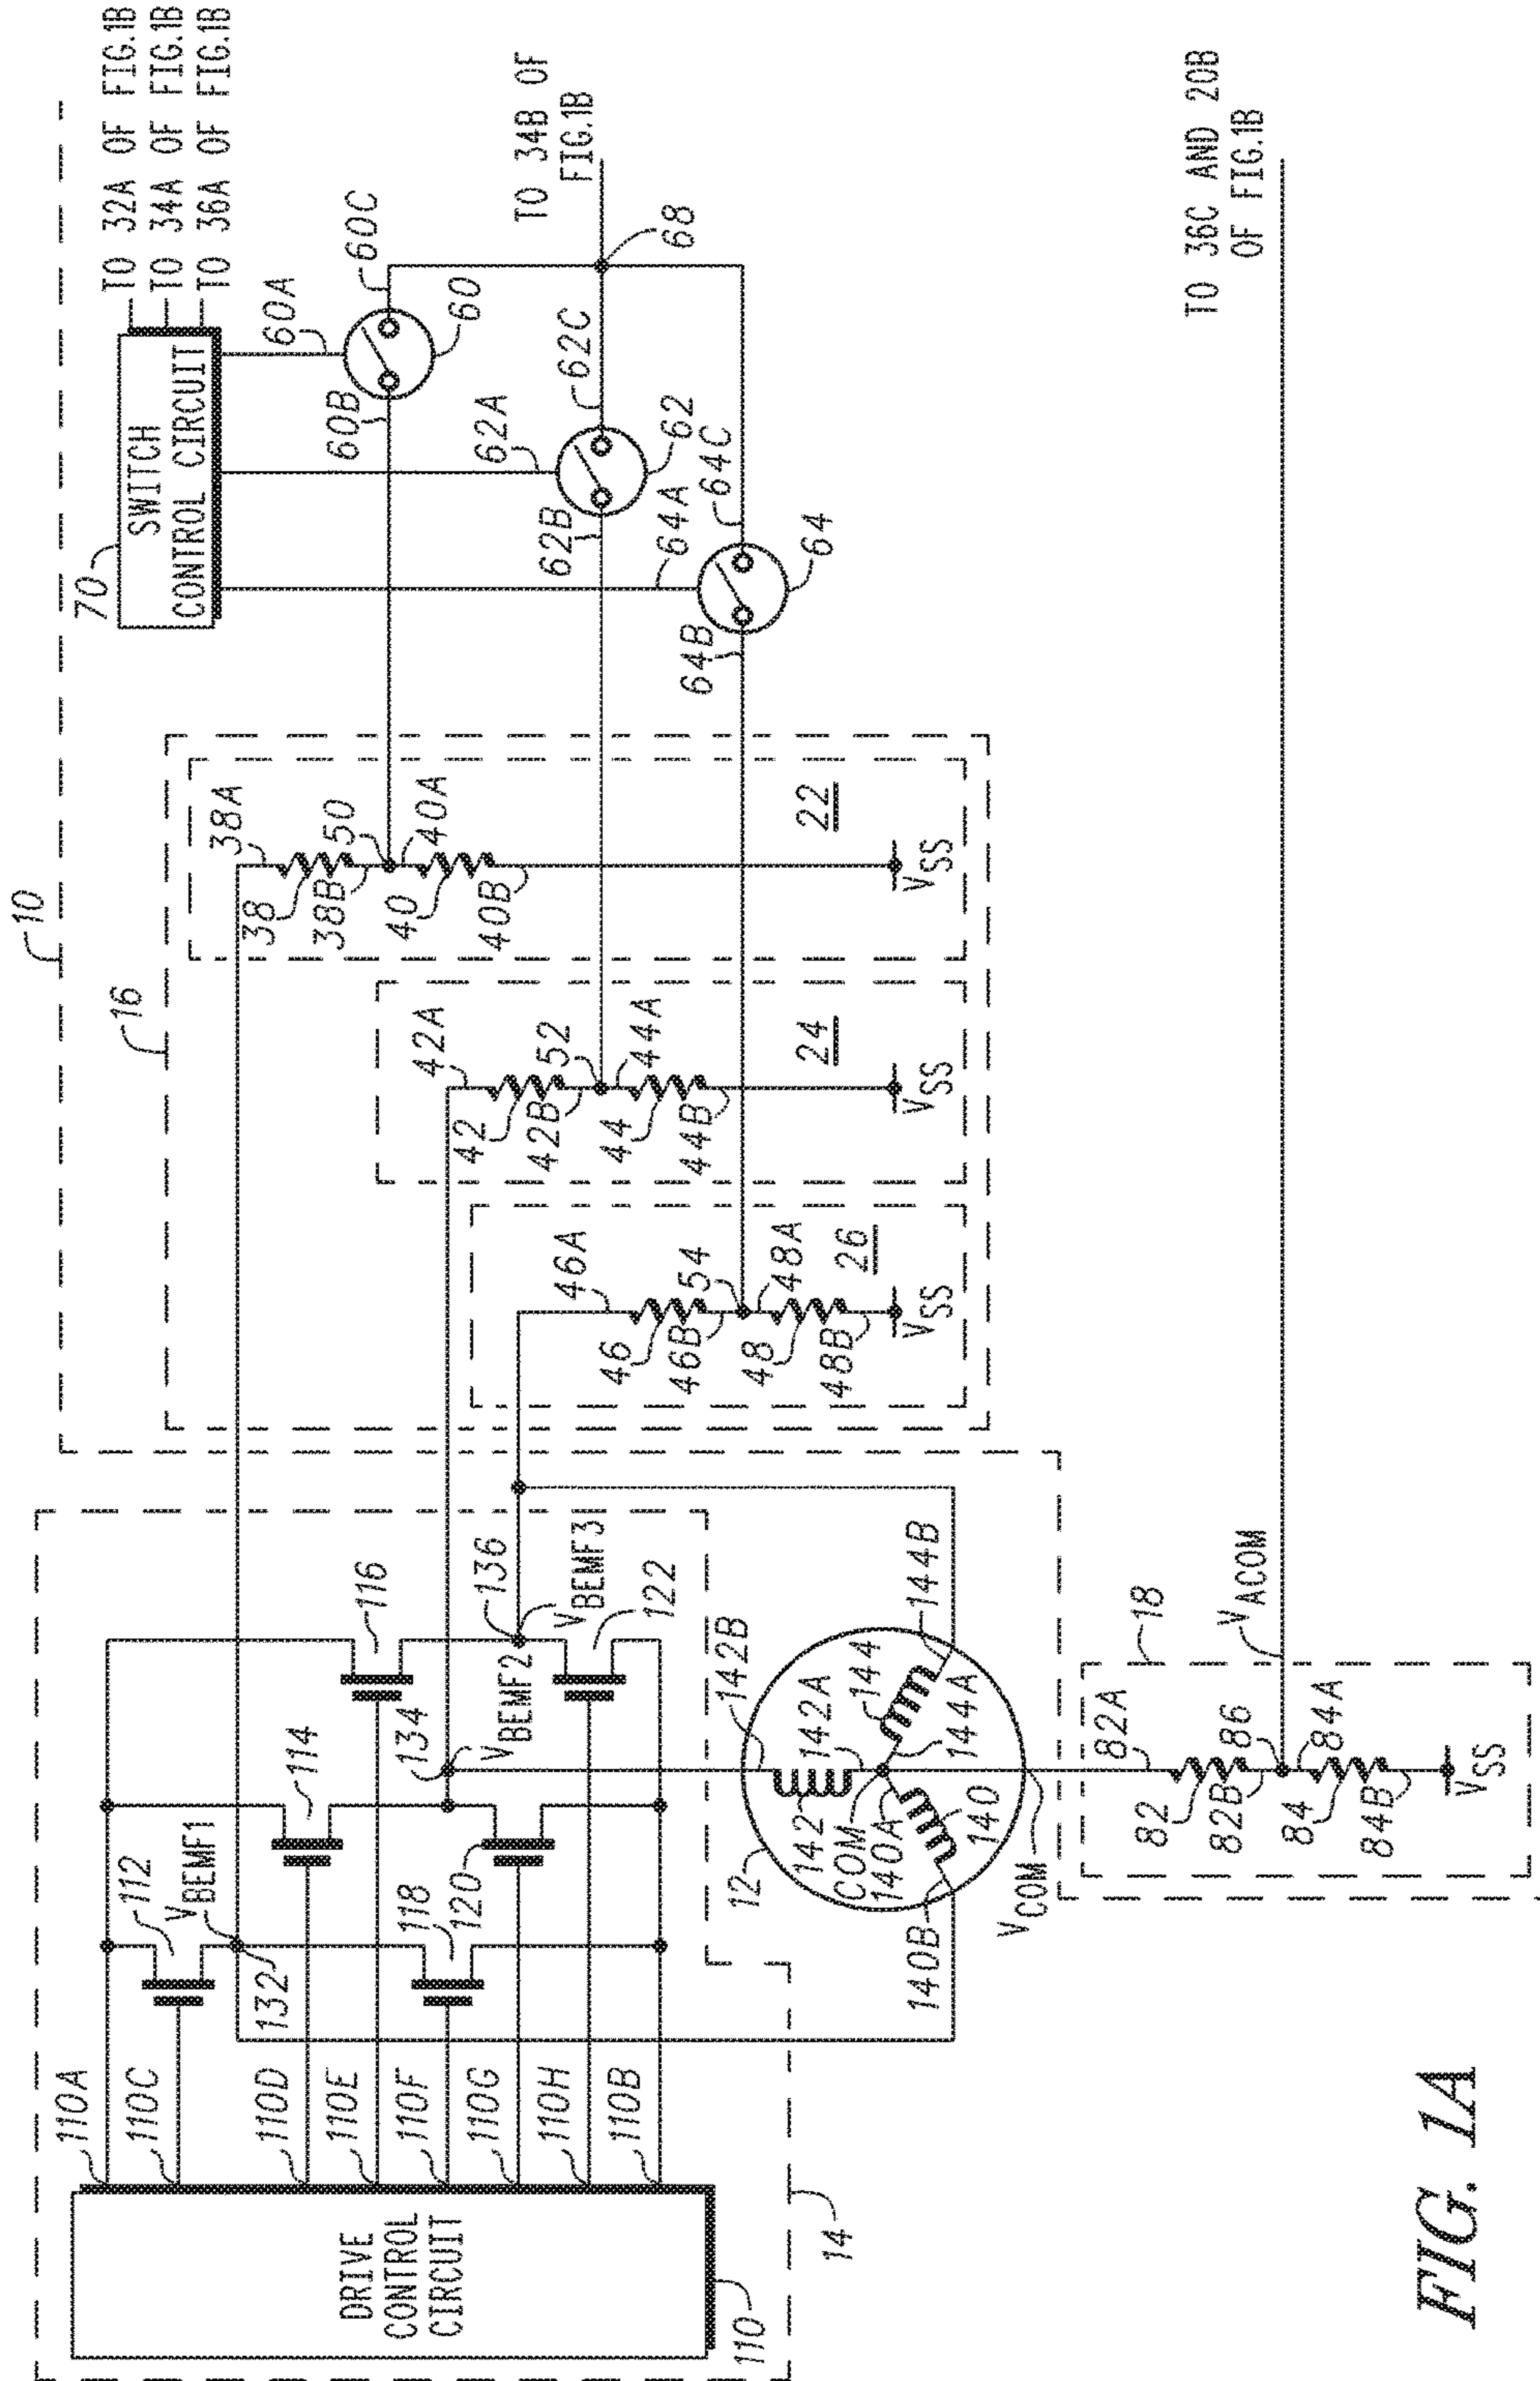 10
16
70
SWITCH
CONTROL CIRCUIT
TO 32A OF FIG.1B
TO 34A OF FIG.1B
TO 36A OF FIG.1B
60A
60B
60C
60
62A
62B
62C
62
64A
64B
64C
64
68
TO 34B OF
FIG.1B
TO 36C AND 20B
OF FIG.1B
38A
38
38B
50
40A
40
40B
22
VSS
42A
42
42B
52
44A
44
44B
24
VSS
46A
46
46B
54
48A
48
48B
26
VSS
110A
110C
110D
110E
110F
110G
110H
110B
DRIVE
CONTROL
CIRCUIT
110
14
112
VBEMF1
132
114
116
118
120
134
VBEMF2
136
VBEMF3
122
142B
142A
142
12
COM
140A
140
140B
144
144A
144B
VCOM
18
82A
82
82B
86
84A
84
84B
VSS
VACOM
FIG. 1A